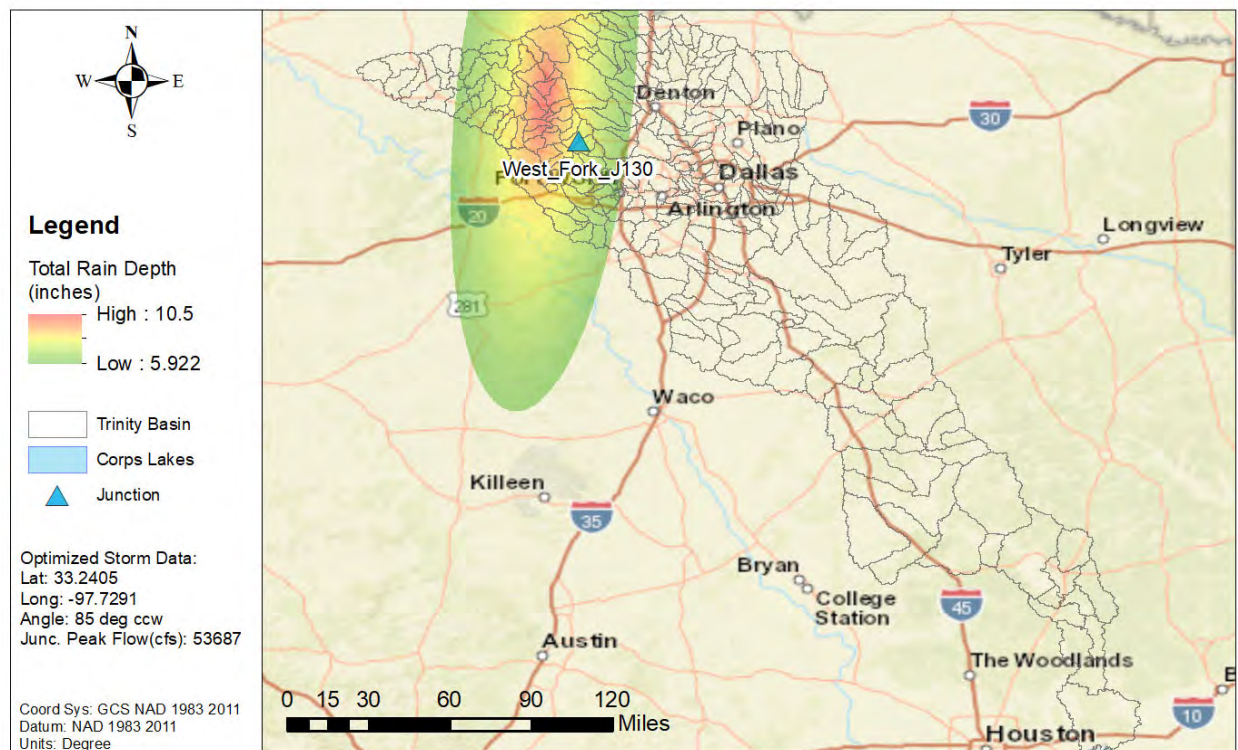 N
W E
S
Legend
Total Rain Depth
(inches)
High : 10.5
Low : 5.922
Trinity Basin
Corps Lakes
Junction
Optimized Storm Data:
Lat: 33.2405
Long: -97.7291
Angle: 85 deg ccw
Junc. Peak Flow(cfs): 53687
Coord Sys: GCS NAD 1983 2011
Datum: NAD 1983 2011
Units: Degree
Denton
30
Plano
West_Fork_J130
Dallas
20
Arlington
Longview
Tyler
281
Waco
Killeen
35
Bryan
College
Station
45
Austin
The Woodlands
10
Houston
0 15 30 60 90 120
Miles